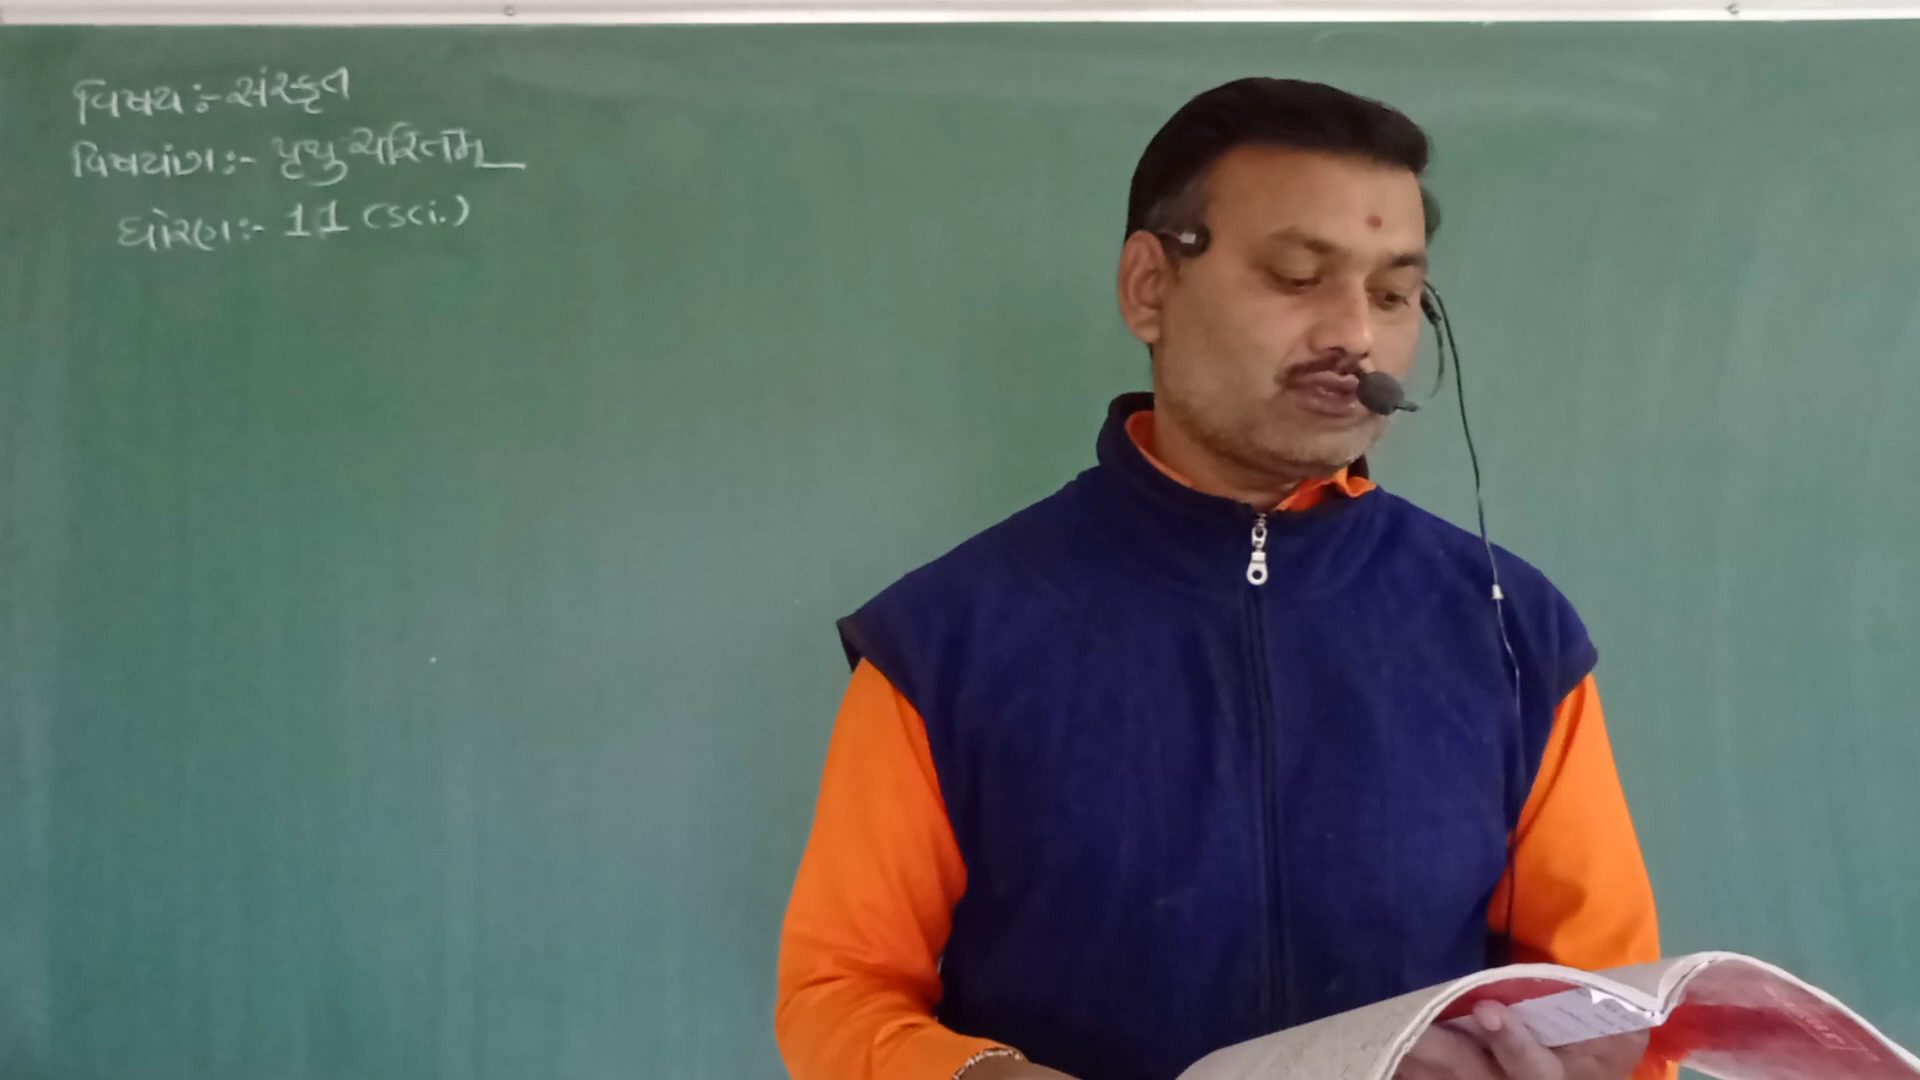 વિષય :- સંસ્કૃત
વિષયાંગ :- પૃથુ ચરિતમ્
ધોરણ :- 11 (sci.)